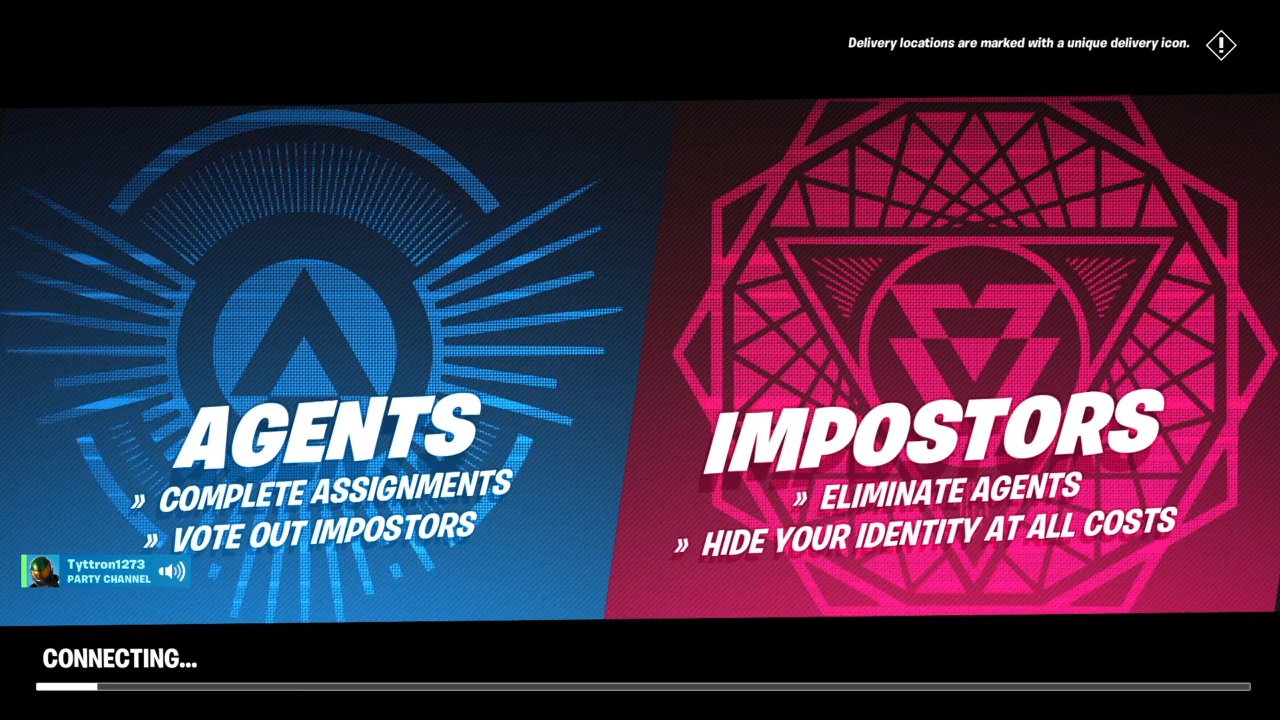 Delivery locations are marked with a unique delivery icon.
AGENTS
» COMPLETE ASSIGNMENTS
» VOTE OUT IMPOSTORS
IMPOSTORS
» ELIMINATE AGENTS
» HIDE YOUR IDENTITY AT ALL COSTS
Tyttron1273
PARTY CHANNEL
CONNECTING...